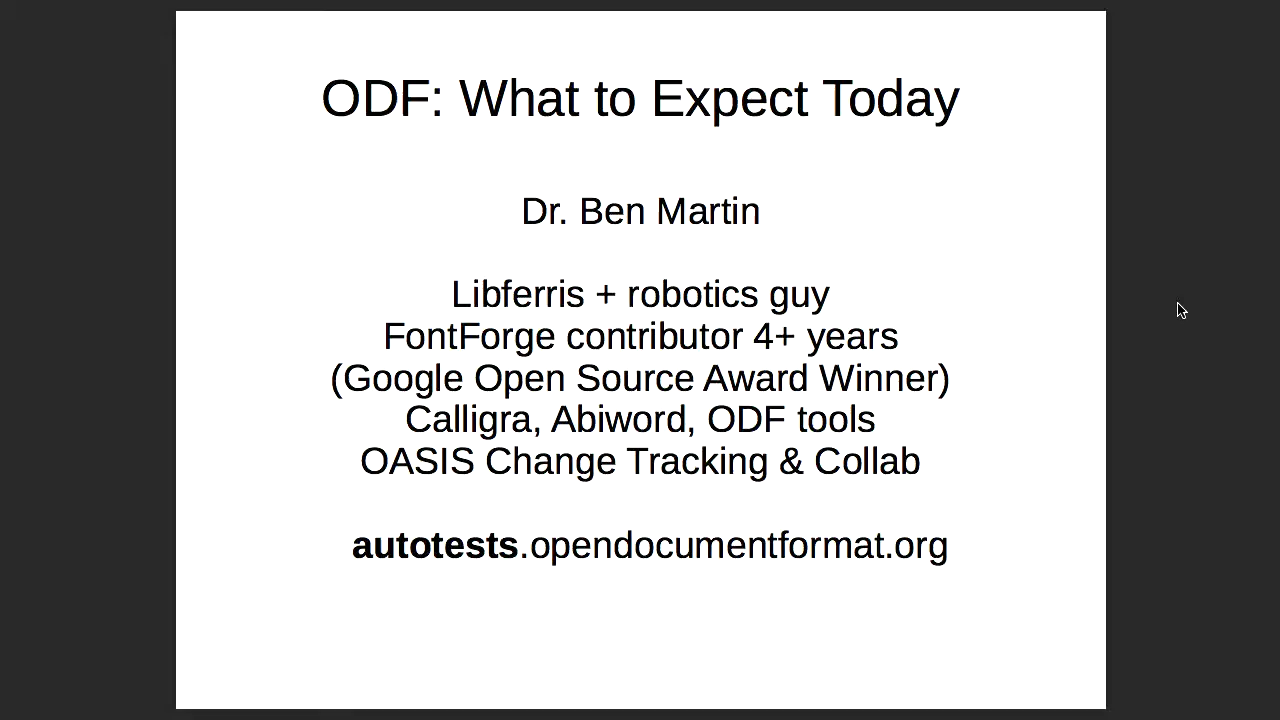 ODF: What to Expect Today
Dr. Ben Martin
Libferris + robotics guy
FontForge contributor 4+ years
(Google Open Source Award Winner)
Calligra, Abiword, ODF tools
OASIS Change Tracking & Collab
autotests.opendocumentformat.org